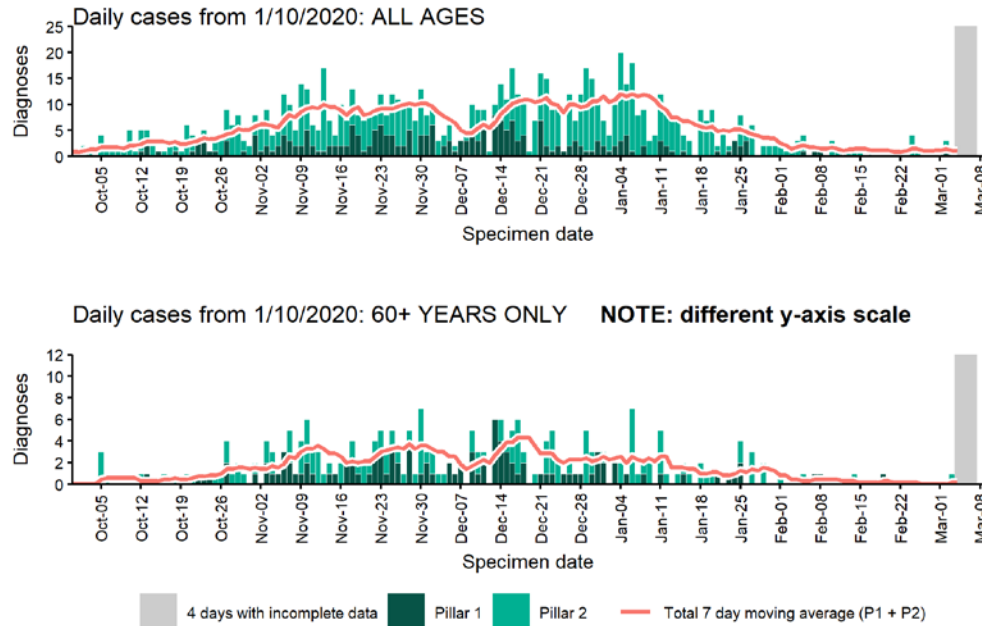 Daily cases from 1/10/2020: ALL AGES
Diagnoses
25
20
15
10
5
0
Oct-05
Oct-12
Oct-19
Oct-26
Nov-02
Nov-09
Nov-16
Nov-23
Nov-30
Dec-07
Dec-14
Dec-21
Dec-28
Jan-04
Jan-11
Jan-18
Jan-25
Feb-01
Feb-08
Feb-15
Feb-22
Mar-01
Mar-08
Specimen date
Daily cases from 1/10/2020: 60+ YEARS ONLY NOTE: different y-axis scale
Diagnoses
12
10
8
6
4
2
0
Oct-05
Oct-12
Oct-19
Oct-26
Nov-02
Nov-09
Nov-16
Nov-23
Nov-30
Dec-07
Dec-14
Dec-21
Dec-28
Jan-04
Jan-11
Jan-18
Jan-25
Feb-01
Feb-08
Feb-15
Feb-22
Mar-01
Mar-08
Specimen date
4 days with incomplete data Pillar 1 Pillar 2 Total 7 day moving average (P1 + P2)